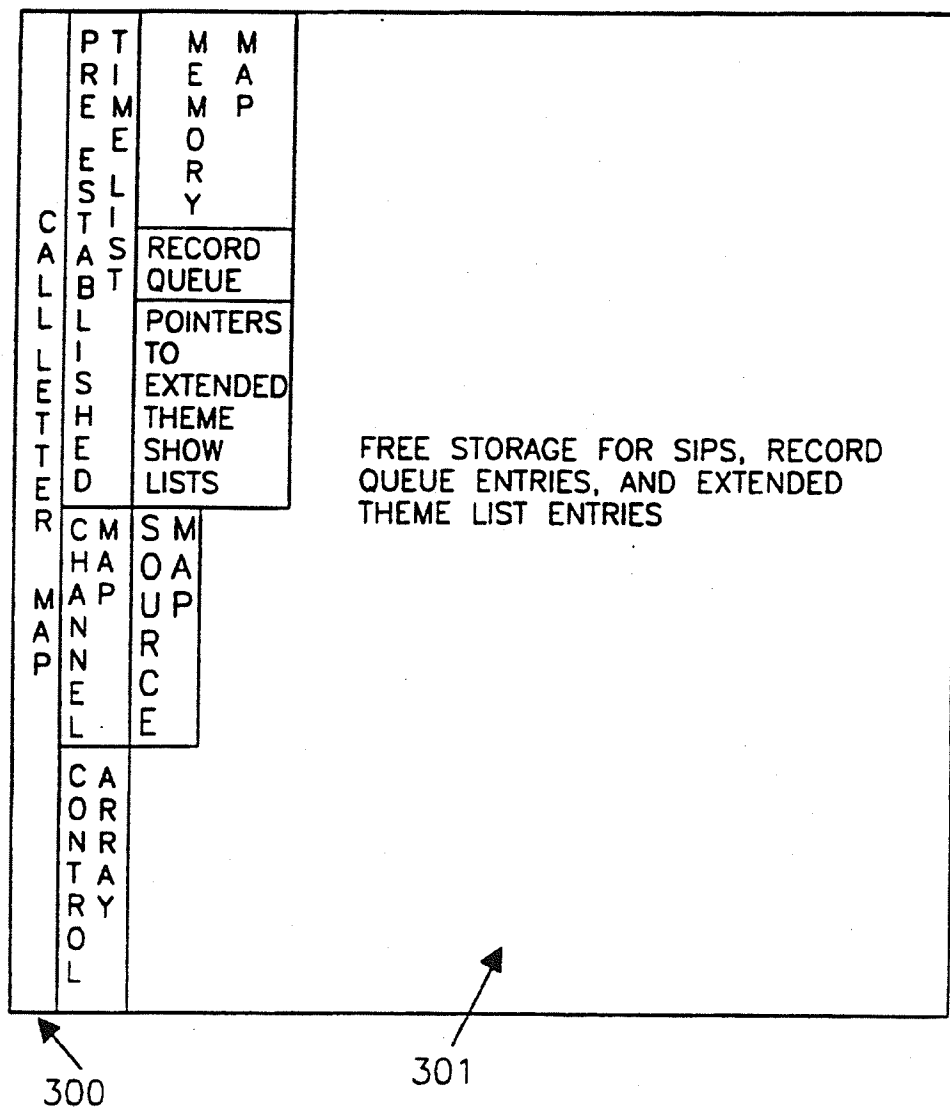 CALL LETTER MAP
PRE ESTABLISHED
TIME LIST
MEMORY
MAP
RECORD
QUEUE
POINTERS
TO
EXTENDED
THEME
SHOW
LISTS
CHANNEL
MAP
SOURCE
MAP
CONTROL
ARRAY
FREE STORAGE FOR SIPS, RECORD
QUEUE ENTRIES, AND EXTENDED
THEME LIST ENTRIES
300
301